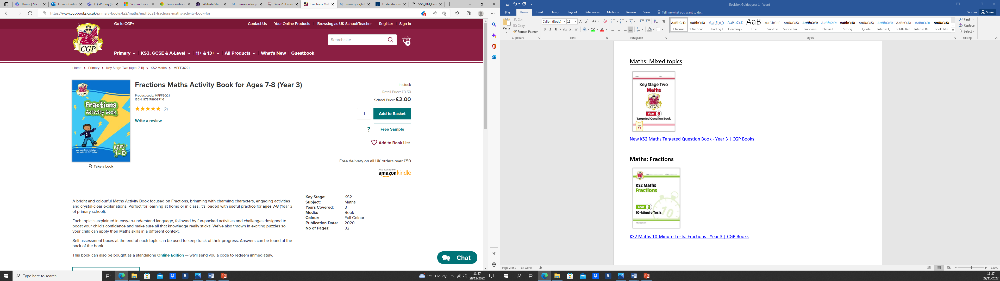 Home | Micro
Email - Carley
(1) Writing (En
Sign in to you
Feniscowles P
Website Statis
feniscowles p
Year 2 | Fenis
Fractions Mat
www.google.
Understandin
S&S_UM_Geo
https://www.cgpbooks.co.uk/primary-books/ks2/maths/mpff3q21-fractions-maths-activity-book-for
Go to CGP+
Contact Us
Your Online Products
Browsing as UK School/Teacher
Register
Sign In
CGP
Search site
0
Primary
KS3, GCSE & A-Level
11+ & 13+
All Products
What's New
Guestbook
Home > Primary > Key Stage Two (ages 7-11) > KS2 Maths > MPFF3Q21
CGP
Fractions
Activity Book
Fun activities matched to
the national curriculum!
Ages
7-8
Take a Look
Fractions Maths Activity Book for Ages 7-8 (Year 3)
Product code: MPFF3Q21
ISBN: 9781789087116
(2)
Write a review
In stock
Retail Price: £3.50
School Price: £2.00
1
Add to Basket
? Free Sample
Add to Book List
Free delivery on all UK orders over £50
Also available on
amazonkindle
A bright and colourful Maths Activity Book focused on Fractions, brimming with charming characters, engaging activities
and crystal-clear explanations. Perfect for learning at home or in class, it's loaded with useful practice for ages 7-8 (Year 3
of primary school).
Each topic is explained in easy-to-understand language, followed by fun-packed activities and challenges designed to
boost your child's confidence and make sure all that knowledge really sticks! We've also thrown in exciting puzzles so
your child can apply their Maths skills in a different context.
Self-assessment boxes at the end of each topic can be used to keep track of their progress. Answers can be found at the
back of the book.
This book can also be bought as a standalone Online Edition — we'll send you a code to redeem immediately.
Key Stage: KS2
Subject: Maths
Years Covered: 3
Media: Book
Colour: Full Colour
Publication Date: 2020
No of Pages: 32
Chat
Type here to search
5°C Cloudy
11:37
29/11/2022
Revision Guides year 1 - Word
File
Home
Insert
Design
Layout
References
Mailings
Review
View
Tell me what you want to do...
Sign in
Share
Paste
Cut
Copy
Format Painter
Clipboard
Calibri (Body)
11
Font
Paragraph
AaBbCcDc
¶ Normal
AaBbCcDc
¶ No Spac...
AaBbCc
Heading 1
AaBbCcD
Heading 2
AaB
Title
AaBbCcD
Subtitle
AaBbCcDc
Subtle Em...
AaBbCcDc
Emphasis
AaBbCcDc
Intense E...
AaBbCcDc
Strong
AaBbCcDc
Quote
AaBbCcDc
Intense Q...
AaBbCcDc
Subtle Ref...
AaBbCcDc
Intense Re...
AaBbCcDc
Book Title
Styles
Find
Replace
Select
Editing
Maths: Mixed topics
Key Stage Two
Maths
CGP
Year 3
Targeted Question Book
Ages
7-8
New KS2 Maths Targeted Question Book - Year 3 | CGP Books
Maths: Fractions
CGP
KS2 Maths
Fractions
Year 3
10
10-Minute Tests
Includes answers
KS2 Maths 10-Minute Tests: Fractions - Year 3 | CGP Books
Page 2 of 2
84 words
130%
11:37
29/11/2022